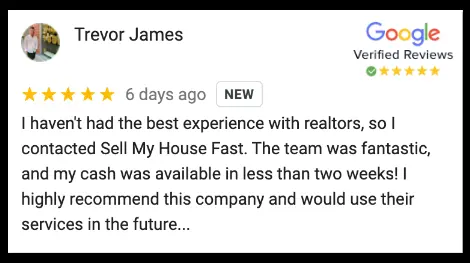 Trevor James
Google
Verified Reviews
6 days ago NEW
I haven't had the best experience with realtors, so I
contacted Sell My House Fast. The team was fantastic,
and my cash was available in less than two weeks! I
highly recommend this company and would use their
services in the future...